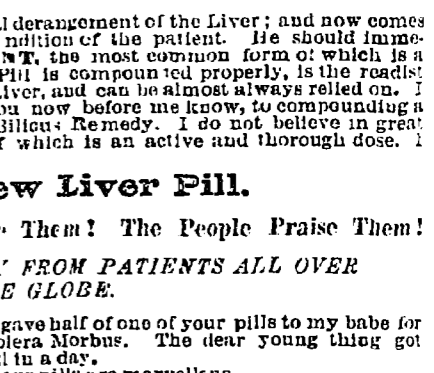 l derangement of the Liver; and now comes
ndition of the patient. He should imme-
NT, the most common form of which is a
Pill is compounded properly, is the readist
Liver, and can be almost always relied on. I
ou now before me know, to compounding a
Bilious Remedy. I do not believe in great
f which is an active and thorough dose. I
ew Liver Pill.
Them! The People Praise Them!
FROM PATIENTS ALL OVER
E GLOBE.
gave half of one of your pills to my babe for
olera Morbus. The dear young thing got
l in a day.